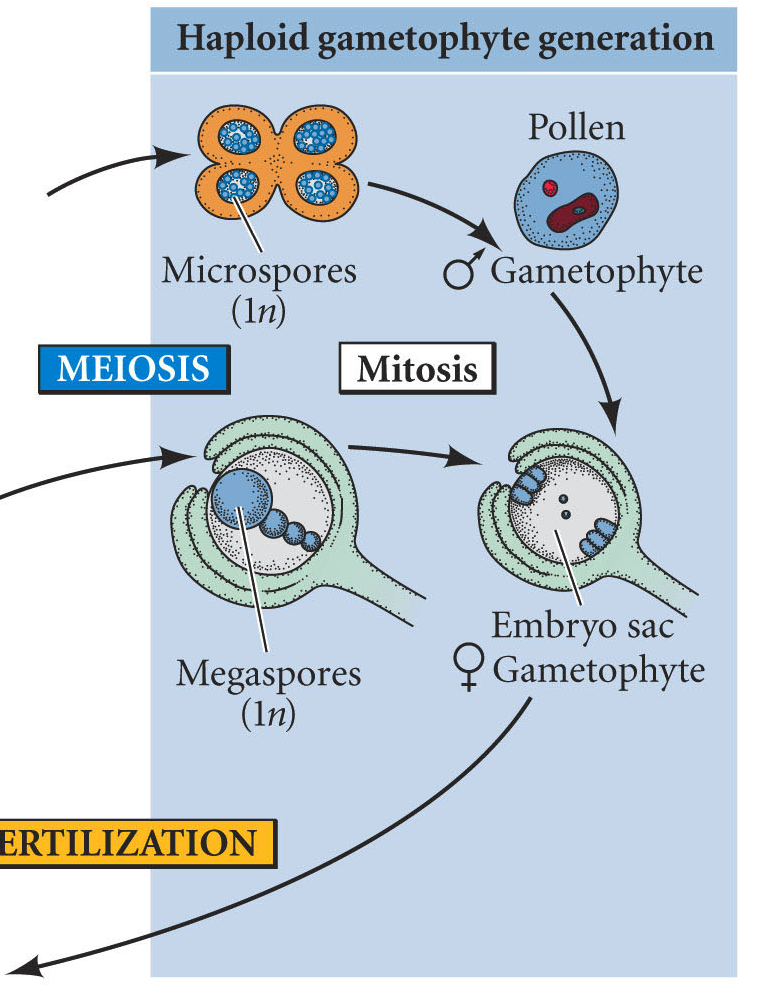 Haploid gametophyte generation
Pollen
Microspores
(1n)
♂ Gametophyte
MEIOSIS
Mitosis
Embryo sac
♀ Gametophyte
Megaspores
(1n)
ERTILIZATION